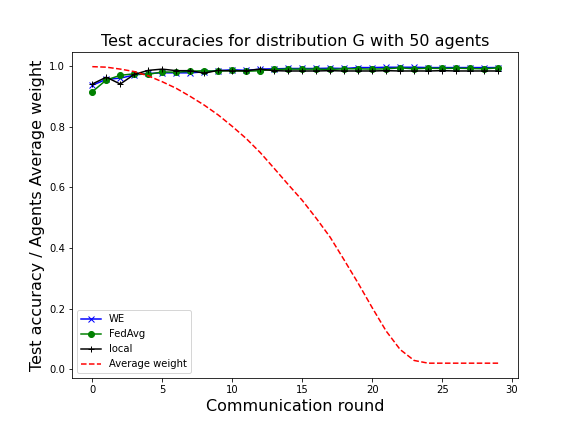 Test accuracies for distribution G with 50 agents
Test accuracy / Agents Average weight
1.0
0.8
0.6
0.4
0.2
0.0
WE
FedAvg
local
Average weight
0 5 10 15 20 25 30
Communication round